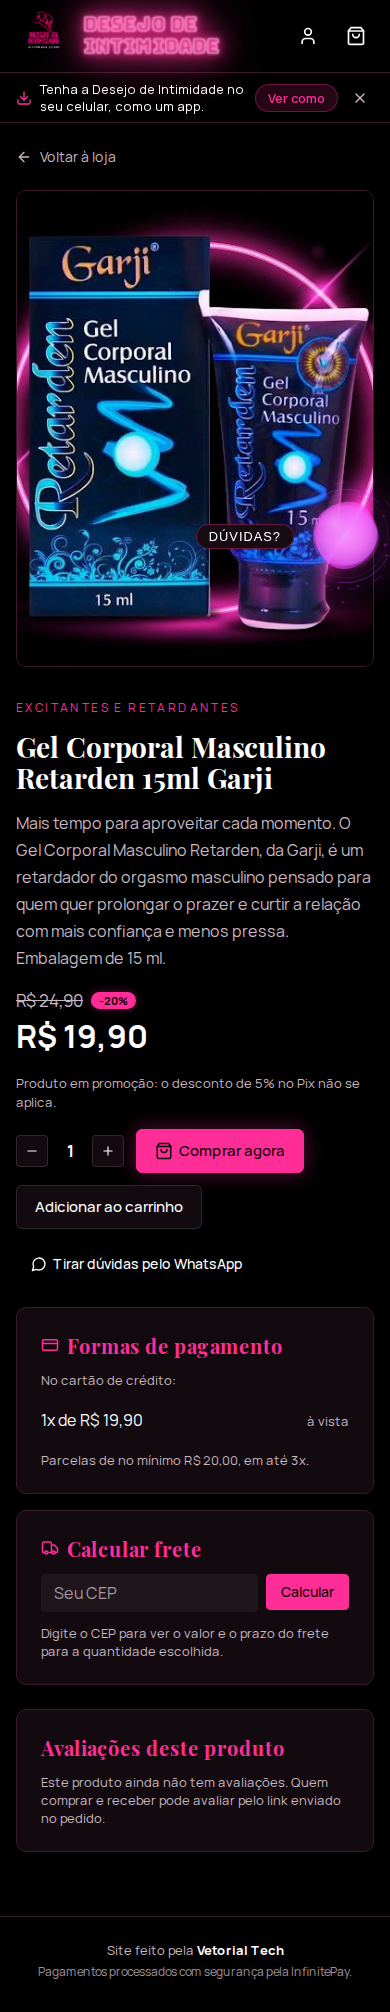 DESEJO DE
INTIMIDADE
Tenha a Desejo de Intimidade no
seu celular, como um app.
Ver como
Voltar à loja
Garji®
Gel
Corporal
Masculino
Retarden
15 ml
Garji
Gel
Corporal
Masculino
Retarden
15 m
DÚVIDAS?
EXCITANTES E RETARDANTES
Gel Corporal Masculino
Retarden 15ml Garji
Mais tempo para aproveitar cada momento. O
Gel Corporal Masculino Retarden, da Garji, é um
retardador do orgasmo masculino pensado para
quem quer prolongar o prazer e curtir a relação
com mais confiança e menos pressa.
Embalagem de 15 ml.
R$ 24,90 -20%
R$ 19,90
Produto em promoção: o desconto de 5% no Pix não se
aplica.
− 1 + Comprar agora
Adicionar ao carrinho
Tirar dúvidas pelo WhatsApp
Formas de pagamento
No cartão de crédito:
1x de R$ 19,90 à vista
Parcelas de no mínimo R$ 20,00, em até 3x.
Calcular frete
Seu CEP Calcular
Digite o CEP para ver o valor e o prazo do frete
para a quantidade escolhida.
Avaliações deste produto
Este produto ainda não tem avaliações. Quem
comprar e receber pode avaliar pelo link enviado
no pedido.
Site feito pela Vetorial Tech
Pagamentos processados com segurança pela InfinitePay.